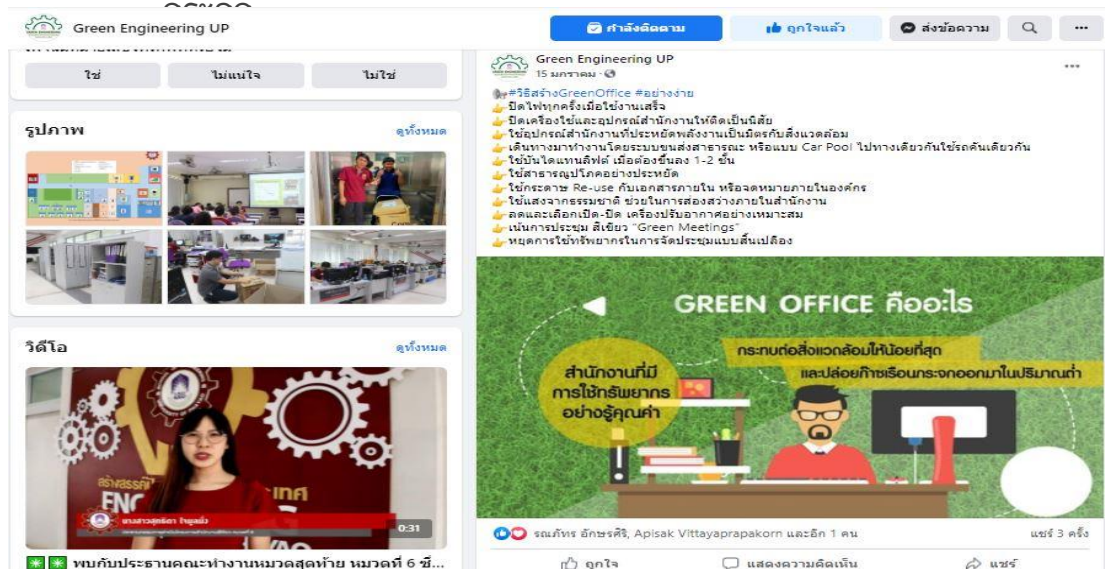 Green Engineering UP
กำลังติดตาม
ถูกใจแล้ว
ส่งข้อความ
ใช่
ไม่แน่ใจ
ไม่ใช่
รูปภาพ
ดูทั้งหมด
วิดีโอ
ดูทั้งหมด
สร้างสรรค์
ENG
เทศ
INFI
นางสาวสุทธิดา ใจมูลมั่ง
0:31
พบกับประธานคณะทำงานหมวดสุดท้าย หมวดที่ 6 ซึ่...
Green Engineering UP
15 มกราคม ·
#วิธีสร้างGreenOffice #อย่างง่าย
ปิดไฟทุกครั้งเมื่อใช้งานเสร็จ
ปิดเครื่องใช้และอุปกรณ์สำนักงานให้ติดเป็นนิสัย
ใช้อุปกรณ์สำนักงานที่ประหยัดพลังงานเป็นมิตรกับสิ่งแวดล้อม
เดินทางมาทำงานโดยระบบขนส่งสาธารณะ หรือแบบ Car Pool ไปทางเดียวกันใช้รถคันเดียวกัน
ใช้บันไดแทนลิฟต์ เมื่อต้องขึ้นลง 1-2 ชั้น
ใช้สาธารณูปโภคอย่างประหยัด
ใช้กระดาษ Re-use กับเอกสารภายใน หรือจดหมายภายในองค์กร
ใช้แสงจากธรรมชาติ ช่วยในการส่องสว่างภายในสำนักงาน
ลดและเลือกเปิด-ปิด เครื่องปรับอากาศอย่างเหมาะสม
เน้นการประชุม สีเขียว “Green Meetings”
หยุดการใช้ทรัพยากรในการจัดประชุมแบบสิ้นเปลือง
GREEN OFFICE คืออะไร
สำนักงานที่มี
การใช้ทรัพยากร
อย่างรู้คุณค่า
กระทบต่อสิ่งแวดล้อมให้น้อยที่สุด
และปล่อยก๊าซเรือนกระจกออกมาในปริมาณต่ำ
รณภัทร อักษรศิริ, Apisak Vittayaprapakorn และอีก 1 คน
แชร์ 3 ครั้ง
ถูกใจ
แสดงความคิดเห็น
แชร์